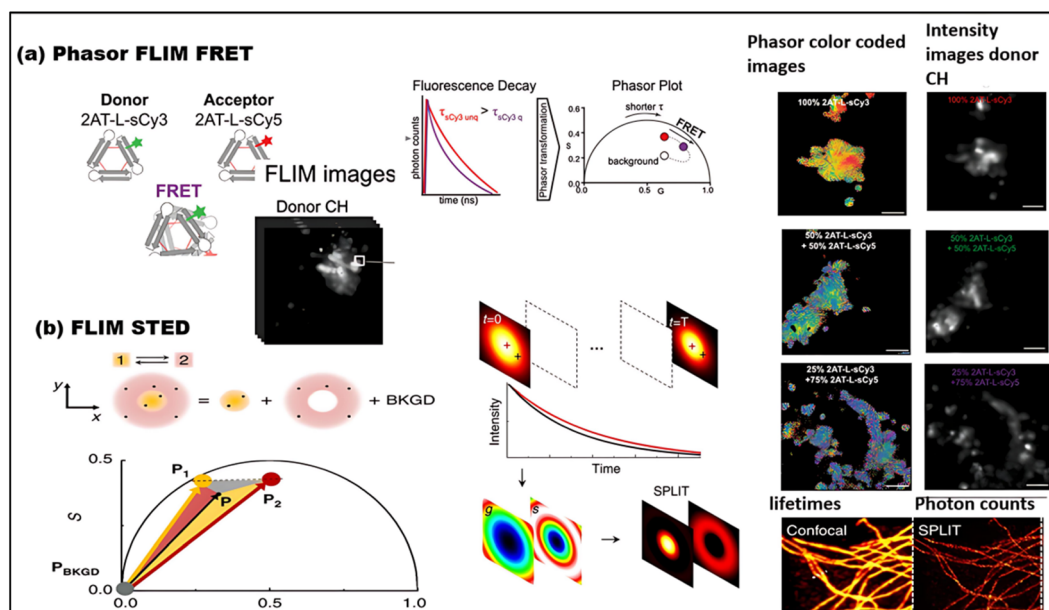 (a) Phasor FLIM FRET
Donor
2AT-L-sCy3
Acceptor
2AT-L-sCy5
FRET
FLIM images
Donor CH
Fluorescence Decay
photon counts
τsCy3 unq > τsCy3 q
time (ns)
Phasor transformation
Phasor Plot
shorter τ
FRET
background
0.6
S
0.4
0.2
0.0
0.0
0.5
G
1.0
Phasor color coded
images
100% 2AT-L-sCy3
50% 2AT-L-sCy3
+ 50% 2AT-L-sCy5
25% 2AT-L-sCy3
+75% 2AT-L-sCy5
Intensity
images donor
CH
100% 2AT-L-sCy3
50% 2AT-L-sCy3
+ 50% 2AT-L-sCy5
25% 2AT-L-sCy3
+75% 2AT-L-sCy5
lifetimes
Photon counts
Confocal
SPLIT
(b) FLIM STED
1
2
y
x
=
+
+ BKGD
0.5
S
0.0
P1
P
P2
PBKGD
0.0
0.5
1.0
t=0
...
t=T
Intensity
Time
g
s
SPLIT